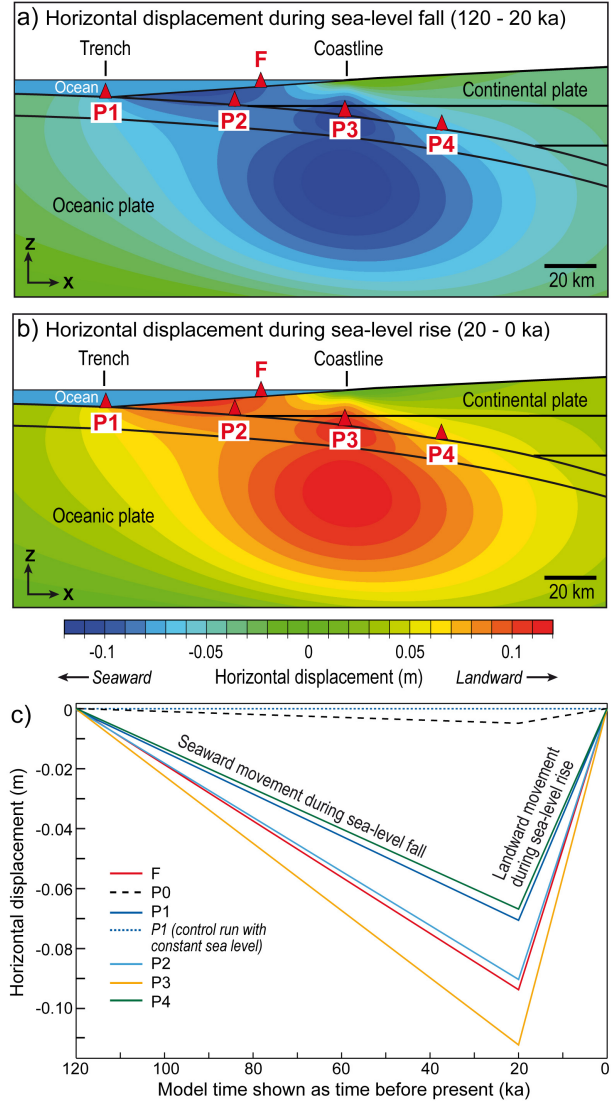 a) Horizontal displacement during sea-level fall (120 - 20 ka)
Trench
Coastline
F
Ocean
Continental plate
P1
P2
P3
P4
Oceanic plate
z
x
20 km
b) Horizontal displacement during sea-level rise (20 - 0 ka)
Trench
Coastline
F
Ocean
Continental plate
P1
P2
P3
P4
Oceanic plate
z
x
20 km
-0.1 -0.05 0 0.05 0.1
Seaward Horizontal displacement (m) Landward
c)
0
-0.02
-0.04
-0.06
-0.08
-0.10
Horizontal displacement (m)
Seaward movement during sea-level fall
Landward movement
during sea-level rise
F
P0
P1
P1 (control run with
constant sea level)
P2
P3
P4
120 100 80 60 40 20 0
Model time shown as time before present (ka)